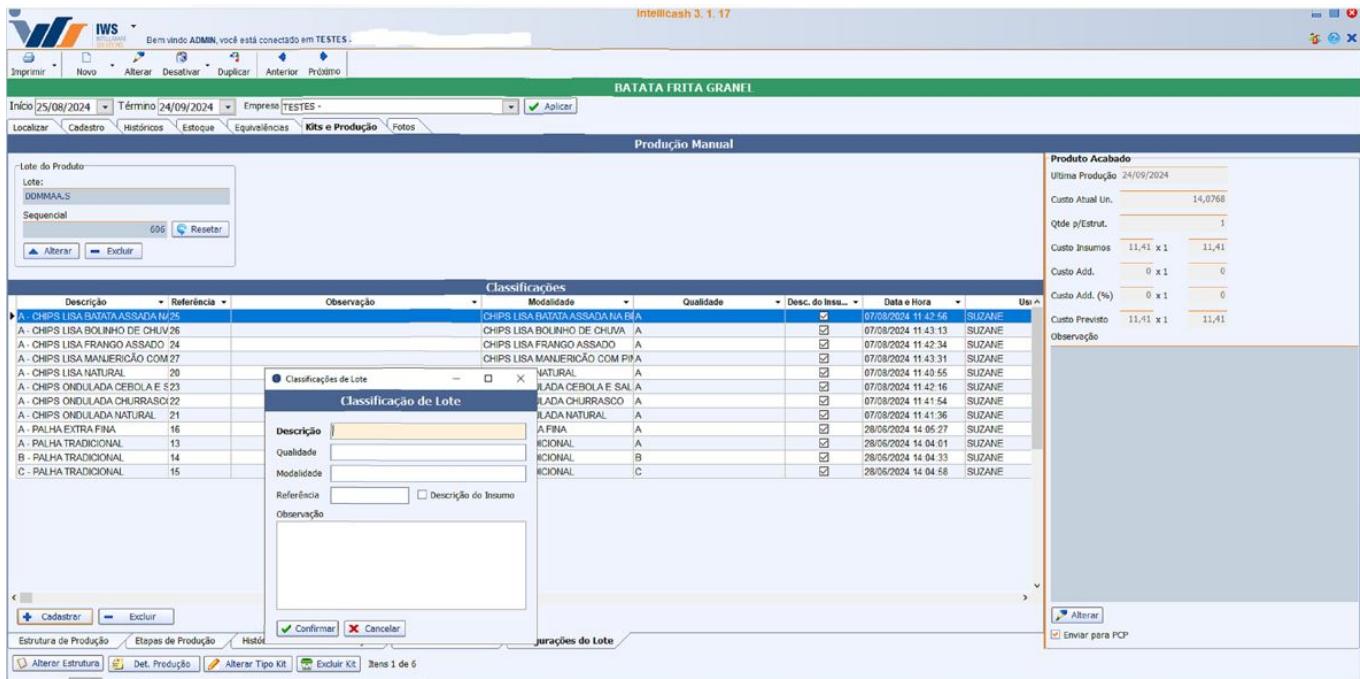 Intellicash 3. 1. 17
IWS
Bem vindo ADMIN, você está conectado em TESTES -
Imprimir Novo Alterar Desativar Duplicar Anterior Próximo
BATATA FRITA GRANEL
Início 25/08/2024 Término 24/09/2024 Empresa TESTES - Aplicar
Localizar Cadastro Históricos Estoque Equivalências Kits e Produção Fotos
Produção Manual
Lote do Produto
Lote:
DDMMAA.S
Sequencial
606 Resetar
Alterar Excluir
Produto Acabado
Ultima Produção 24/09/2024
Custo Atual Un. 14,0768
Qtde p/Estrut. 1
Custo Insumos 11,41 x 1 11,41
Custo Add. 0 x 1 0
Custo Add. (%) 0 x 1 0
Custo Previsto 11,41 x 1 11,41
Observação
Alterar
Enviar para PCP
Classificações
Descrição Referência Observação Modalidade Qualidade Desc. do Insu... Data e Hora Usu
A - CHIPS LISA BATATA ASSADA N/ 25 CHIPS LISA BATATA ASSADA NA B A 07/08/2024 11:42:56 SUZANE
A - CHIPS LISA BOLINHO DE CHUV 26 CHIPS LISA BOLINHO DE CHUVA A 07/08/2024 11:43:13 SUZANE
A - CHIPS LISA FRANGO ASSADO 24 CHIPS LISA FRANGO ASSADO A 07/08/2024 11:42:34 SUZANE
A - CHIPS LISA MANJERICÃO COM 27 CHIPS LISA MANJERICÃO COM PI A 07/08/2024 11:43:31 SUZANE
A - CHIPS LISA NATURAL 20 NATURAL A 07/08/2024 11:40:55 SUZANE
A - CHIPS ONDULADA CEBOLA E S 23 ULADA CEBOLA E SAL A 07/08/2024 11:42:16 SUZANE
A - CHIPS ONDULADA CHURRASC 22 ULADA CHURRASCO A 07/08/2024 11:41:54 SUZANE
A - CHIPS ONDULADA NATURAL 21 ULADA NATURAL A 07/08/2024 11:41:36 SUZANE
A - PALHA EXTRA FINA 16 A FINA A 28/06/2024 14:05:27 SUZANE
A - PALHA TRADICIONAL 13 DICIONAL A 28/06/2024 14:04:01 SUZANE
B - PALHA TRADICIONAL 14 DICIONAL B 28/06/2024 14:04:33 SUZANE
C - PALHA TRADICIONAL 15 DICIONAL C 28/06/2024 14:04:58 SUZANE
Classificações de Lote
Classificação de Lote
Descrição
Qualidade
Modalidade
Referência Descrição do Insumo
Observação
Confirmar Cancelar
Cadastrar Excluir
Estrutura de Produção Etapas de Produção Histó gurações do Lote
Alterar Estrutura Det. Produção Alterar Tipo Kit Excluir Kit Itens 1 de 6